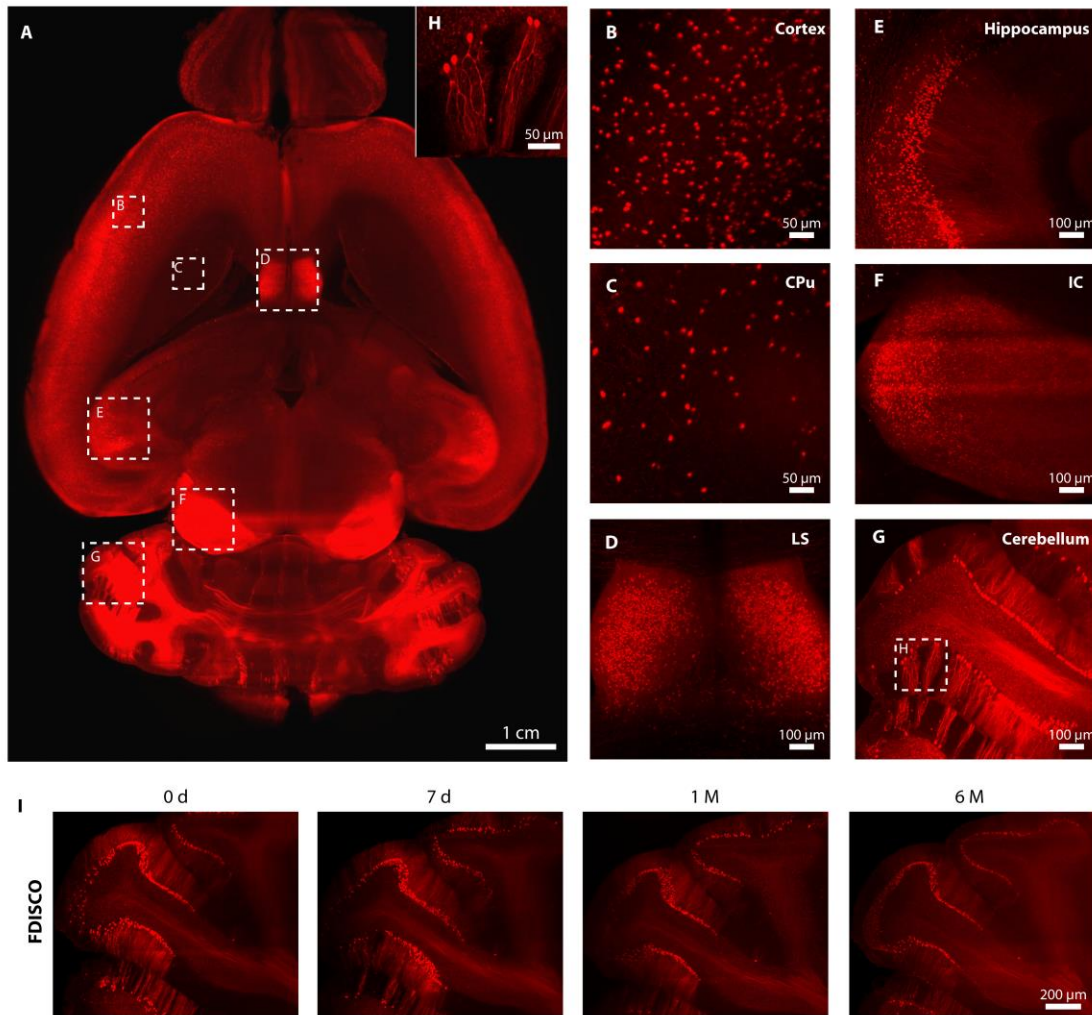 A
H
50 µm
B
C
D
E
F
G
1 cm
B
Cortex
50 µm
E
Hippocampus
100 µm
C
CPu
50 µm
F
IC
100 µm
D
LS
100 µm
G
Cerebellum
H
100 µm
I
0 d
7 d
1 M
6 M
FDISCO
200 µm